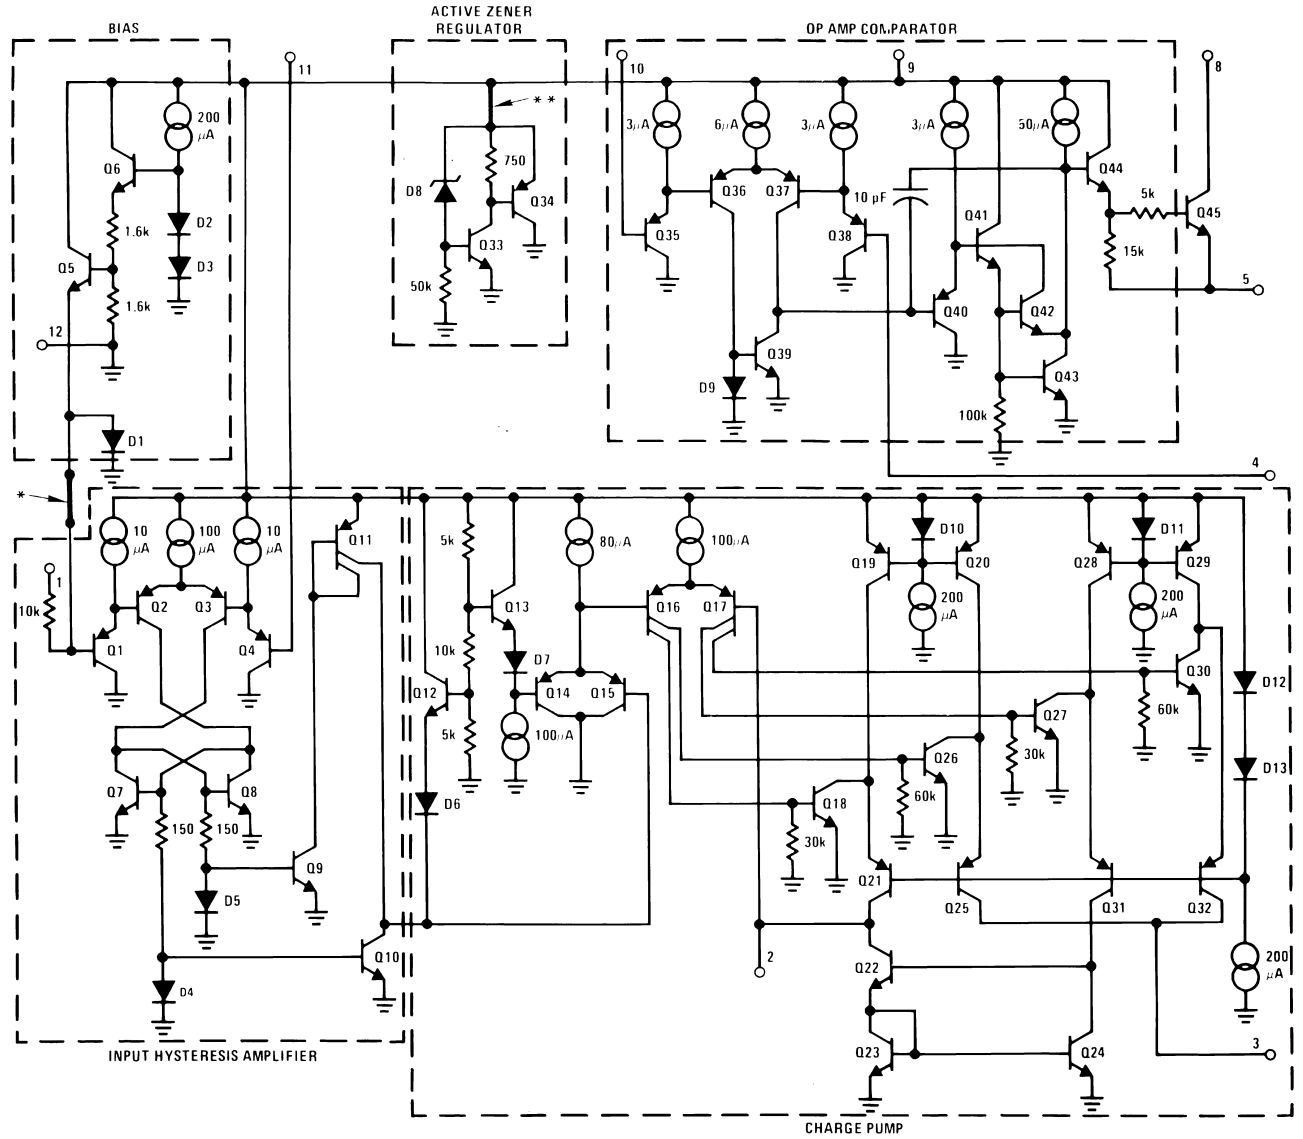 BIAS
ACTIVE ZENER
REGULATOR
OP AMP COMPARATOR
11
10
9
8
200
μA
**
3μA
6μA
3μA
3μA
50μA
Q6
750
Q44
D8
Q36
Q37
10 pF
5k
Q34
Q45
D2
1.6k
Q35
Q38
Q41
Q33
15k
Q5
D3
50k
5
1.6k
Q40
Q42
12
Q39
D9
Q43
100k
D1
4
*
10
μA
100
μA
10
μA
Q11
5k
80μA
100μA
D10
D11
Q19
Q20
Q28
Q29
1
10k
Q2
Q3
Q13
Q16
Q17
200
μA
200
μA
Q1
Q4
10k
D7
Q30
Q12
Q14
Q15
D12
60k
5k
100μA
Q27
30k
Q26
D13
Q7
Q8
D6
60k
Q18
150
150
30k
Q9
Q21
D5
Q25
Q31
Q32
Q10
2
Q22
200
μA
D4
Q23
Q24
3
INPUT HYSTERESIS AMPLIFIER
CHARGE PUMP